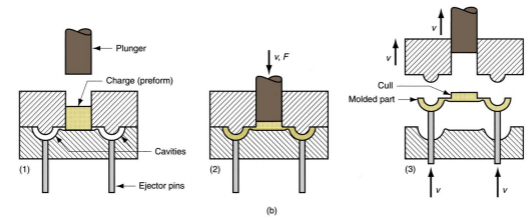 Plunger
Charge (preform)
Cavities
Ejector pins
(1)
v, F
(2)
v
v
Cull
Molded part
(3)
v
v
(b)